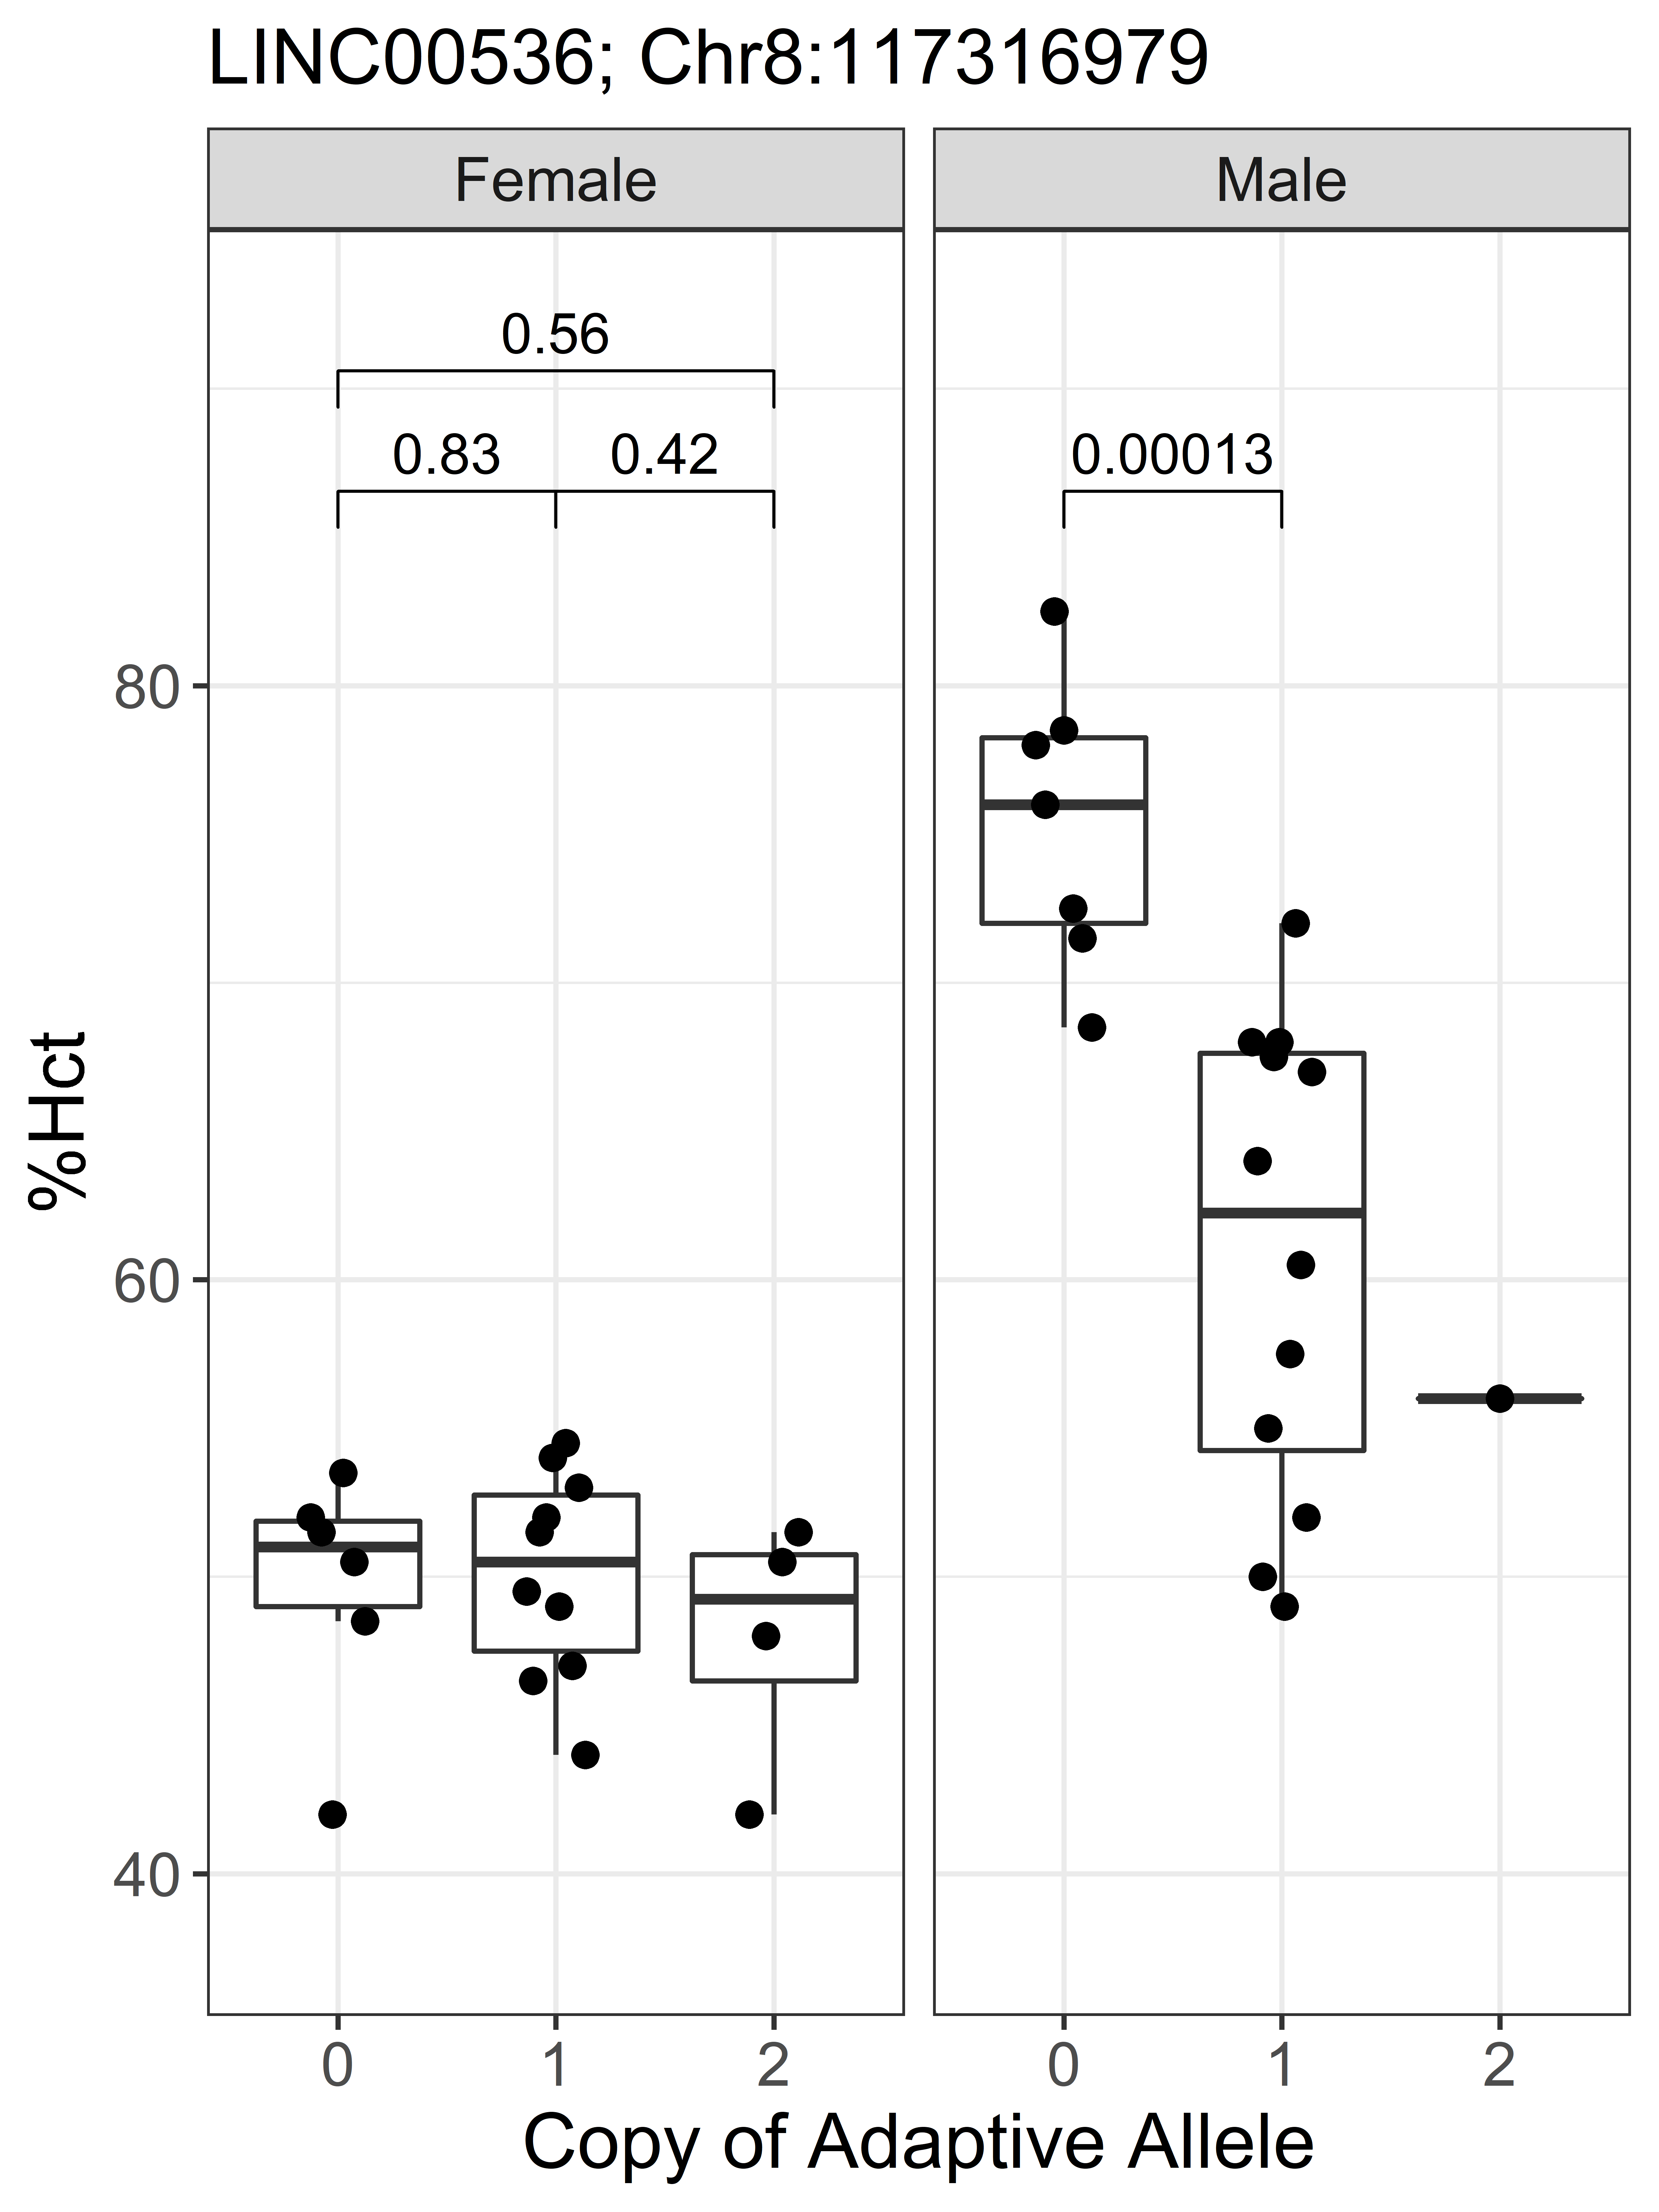 LINC00536; Chr8:117316979
Female
Male
0.56
0.83
0.42
0.00013
80
60
40
%Hct
0
1
2
0
1
2
Copy of Adaptive Allele